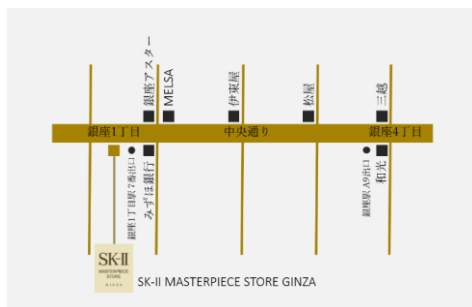 銀座アスター
MELSA
伊東屋
松屋
三越
銀座1丁目
中央通り
銀座4丁目
銀座1丁目駅 7番出口
みずほ銀行
銀座駅 A9出口
和光
SK-II
MASTERPIECE
STORE
GINZA
SK-II MASTERPIECE STORE GINZA